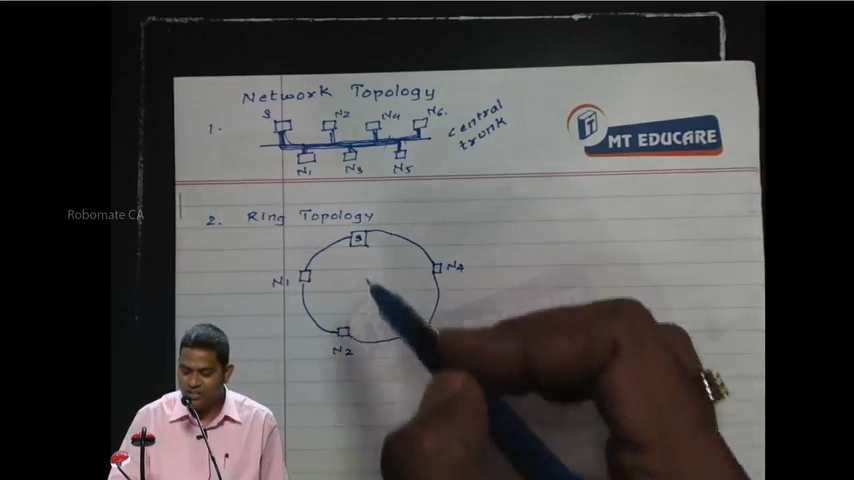 Network Topology
1.
S
N2
N4
N6.
central
trunk
N1
N3
N5
MT EDUCARE
Robomate CA
2. Ring Topology
S
N1
N4
N2